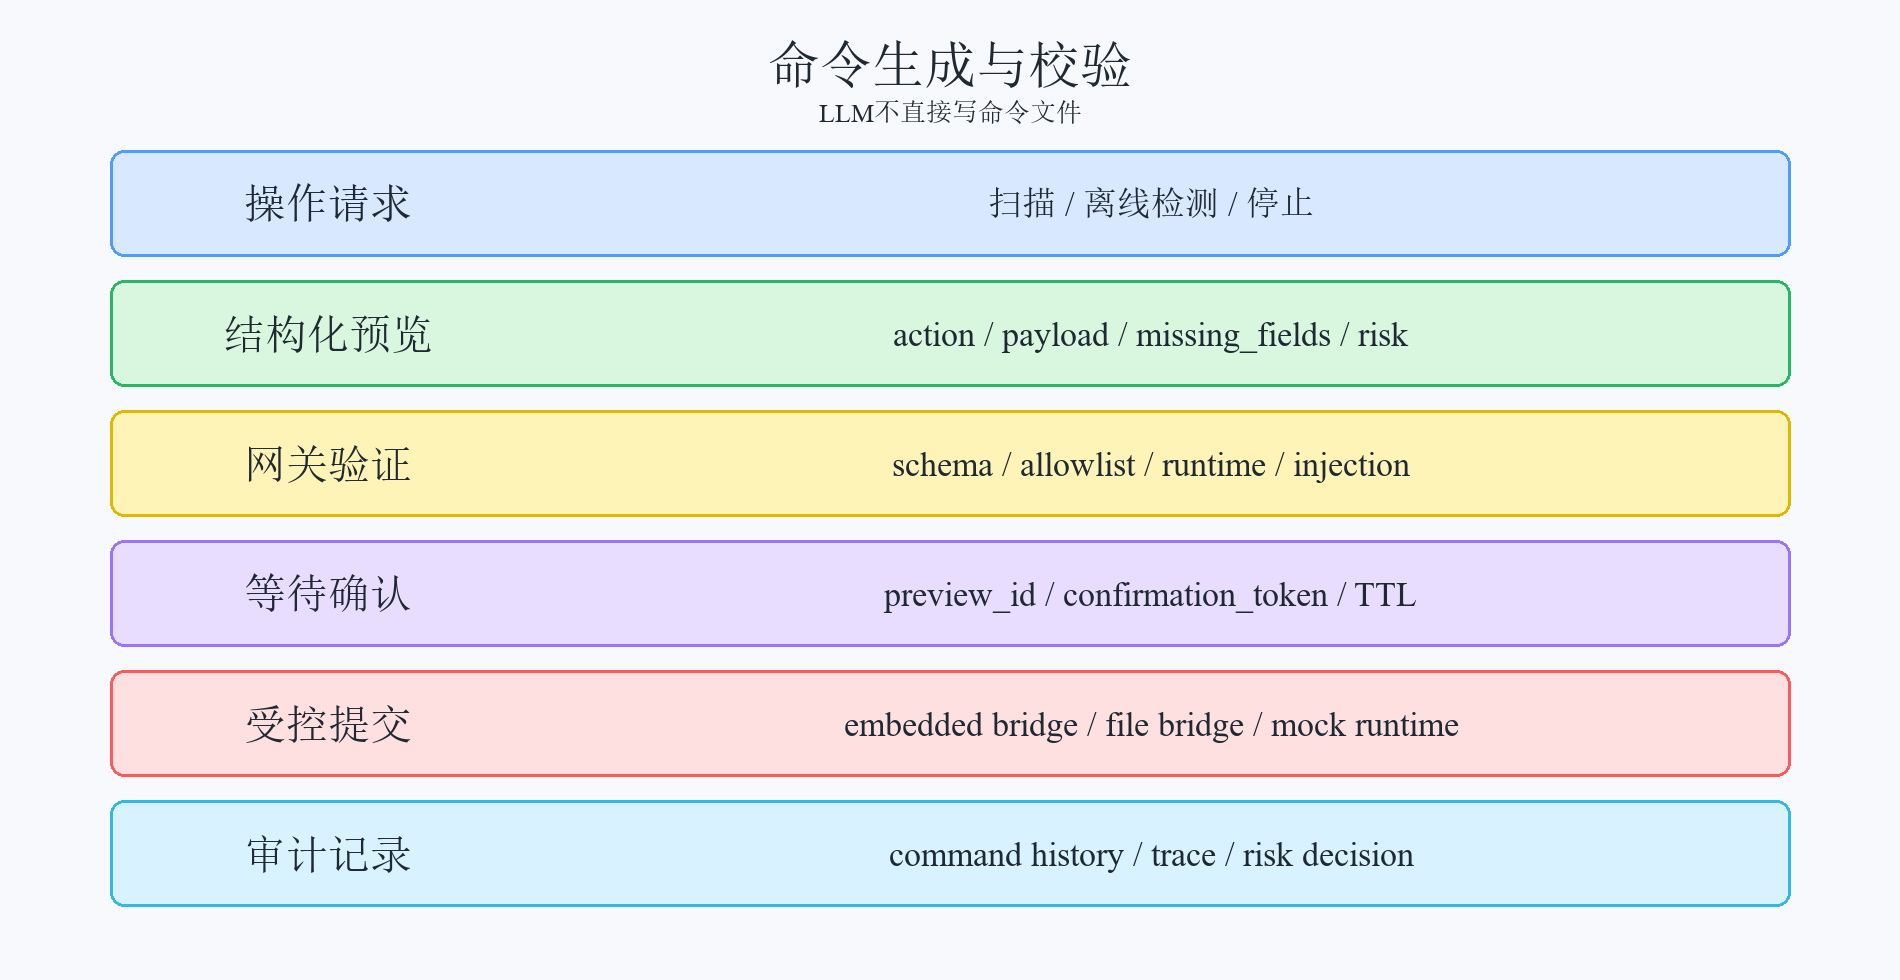 命令生成与校验
LLM不直接写命令文件
操作请求
扫描 / 离线检测 / 停止
结构化预览
action / payload / missing_fields / risk
网关验证
schema / allowlist / runtime / injection
等待确认
preview_id / confirmation_token / TTL
受控提交
embedded bridge / file bridge / mock runtime
审计记录
command history / trace / risk decision